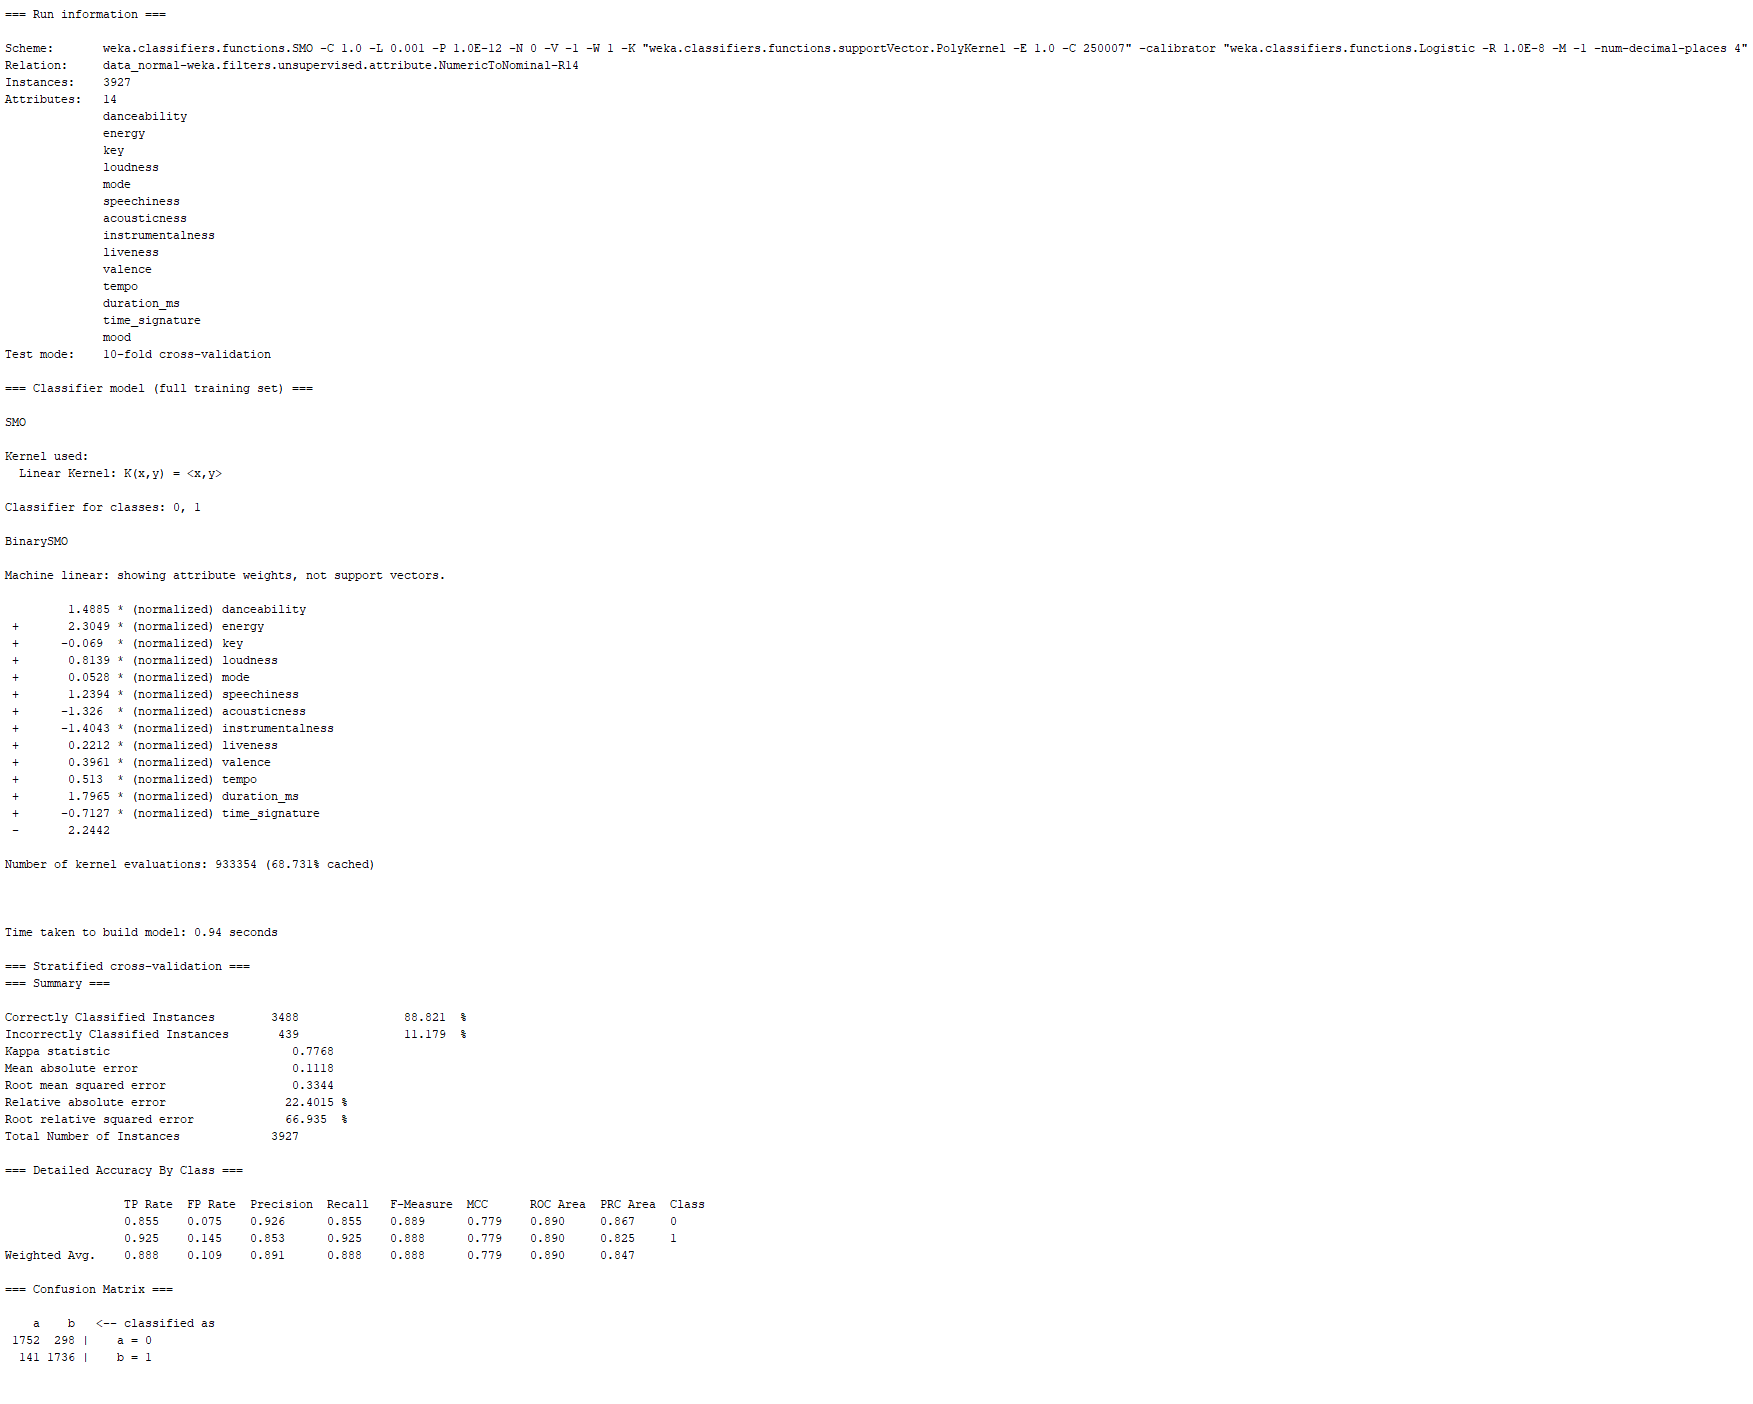 === Run information ===
Scheme: weka.classifiers.functions.SMO -C 1.0 -L 0.001 -P 1.0E-12 -N 0 -V -1 -W 1 -K "weka.classifiers.functions.supportVector.PolyKernel -E 1.0 -C 250007" -calibrator "weka.classifiers.functions.Logistic -R 1.0E-8 -M -1 -num-decimal-places 4"
Relation: data_normal-weka.filters.unsupervised.attribute.NumericToNominal-R14
Instances: 3927
Attributes: 14
danceability
energy
key
loudness
mode
speechiness
acousticness
instrumentalness
liveness
valence
tempo
duration_ms
time_signature
mood
Test mode: 10-fold cross-validation
=== Classifier model (full training set) ===
SMO
Kernel used:
Linear Kernel: K(x,y) = <x,y>
Classifier for classes: 0, 1
BinarySMO
Machine linear: showing attribute weights, not support vectors.
1.4885 * (normalized) danceability
+ 2.3049 * (normalized) energy
+ -0.069 * (normalized) key
+ 0.8139 * (normalized) loudness
+ 0.0528 * (normalized) mode
+ 1.2394 * (normalized) speechiness
+ -1.326 * (normalized) acousticness
+ -1.4043 * (normalized) instrumentalness
+ 0.2212 * (normalized) liveness
+ 0.3961 * (normalized) valence
+ 0.513 * (normalized) tempo
+ 1.7965 * (normalized) duration_ms
+ -0.7127 * (normalized) time_signature
- 2.2442
Number of kernel evaluations: 933354 (68.731% cached)
Time taken to build model: 0.94 seconds
=== Stratified cross-validation ===
=== Summary ===
Correctly Classified Instances 3488 88.821 %
Incorrectly Classified Instances 439 11.179 %
Kappa statistic 0.7768
Mean absolute error 0.1118
Root mean squared error 0.3344
Relative absolute error 22.4015 %
Root relative squared error 66.935 %
Total Number of Instances 3927
=== Detailed Accuracy By Class ===
TP Rate FP Rate Precision Recall F-Measure MCC ROC Area PRC Area Class
0.855 0.075 0.926 0.855 0.889 0.779 0.890 0.867 0
0.925 0.145 0.853 0.925 0.888 0.779 0.890 0.825 1
Weighted Avg. 0.888 0.109 0.891 0.888 0.888 0.779 0.890 0.847
=== Confusion Matrix ===
a b <-- classified as
1752 298 | a = 0
141 1736 | b = 1